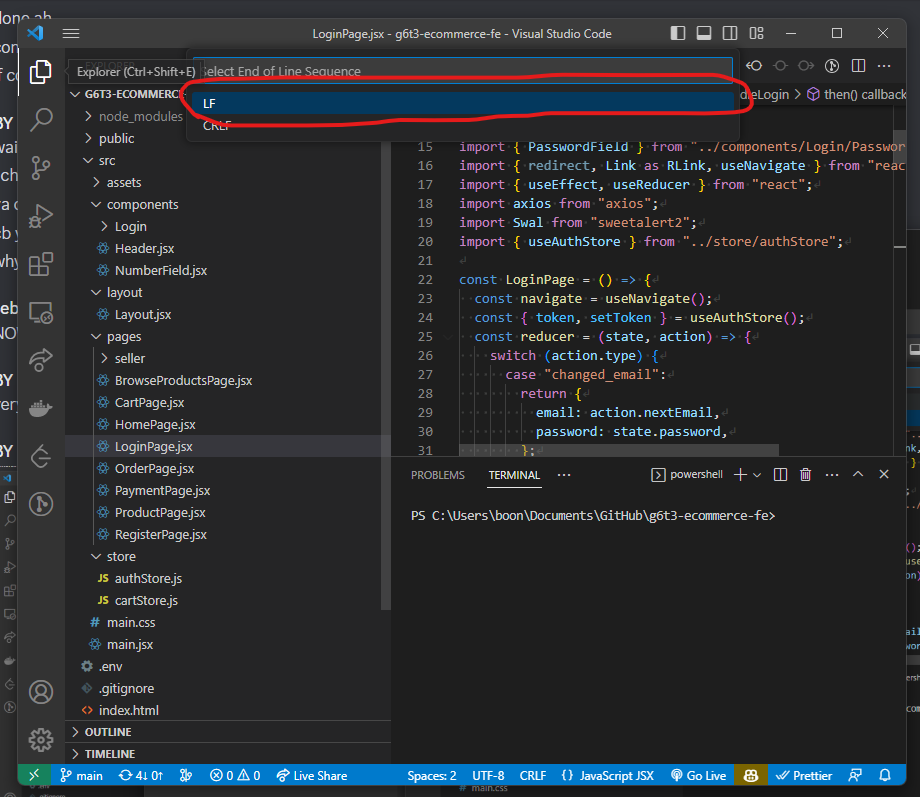 LoginPage.jsx - g6t3-ecommerce-fe - Visual Studio Code
Explorer (Ctrl+Shift+E)
Select End of Line Sequence
LF
CRLF
G6T3-ECOMMERCE
node_modules
public
src
assets
components
Login
Header.jsx
NumberField.jsx
layout
Layout.jsx
pages
seller
BrowseProductsPage.jsx
CartPage.jsx
HomePage.jsx
LoginPage.jsx
OrderPage.jsx
PaymentPage.jsx
ProductPage.jsx
RegisterPage.jsx
store
JS authStore.js
JS cartStore.js
# main.css
main.jsx
.env
.gitignore
<> index.html
OUTLINE
TIMELINE
dleLogin > then() callback
15 import { PasswordField } from "../components/Login/Passwor
16 import { redirect, Link as RLink, useNavigate } from "reac
17 import { useEffect, useReducer } from "react";
18 import axios from "axios";
19 import Swal from "sweetalert2";
20 import { useAuthStore } from "../store/authStore";
21
22 const LoginPage = () => {
23 const navigate = useNavigate();
24 const { token, setToken } = useAuthStore();
25 const reducer = (state, action) => {
26 switch (action.type) {
27 case "changed_email":
28 return {
29 email: action.nextEmail,
30 password: state.password,
31 };
PROBLEMS TERMINAL ··· powershell
PS C:\Users\boon\Documents\GitHub\g6t3-ecommerce-fe>
main 4↓ 0↑ 0 0 Live Share Spaces: 2 UTF-8 CRLF {} JavaScript JSX Go Live Prettier
# main.css